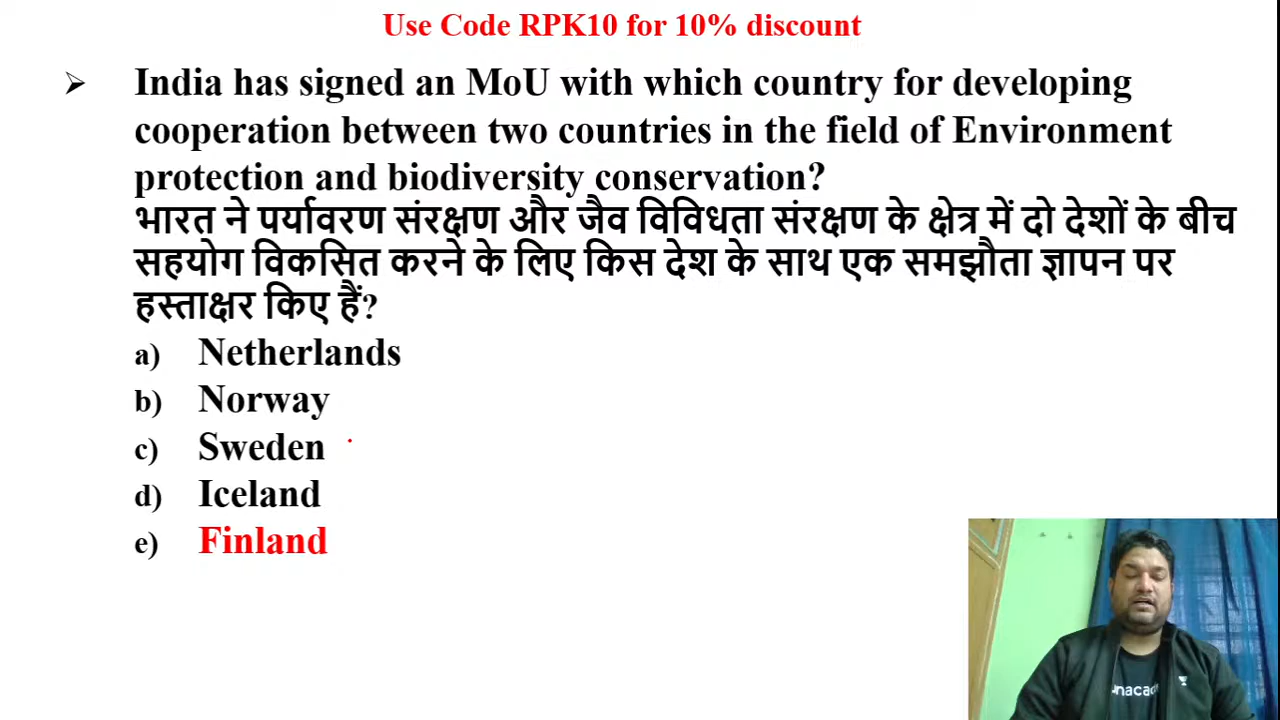 Use Code RPK10 for 10% discount
➢ India has signed an MoU with which country for developing
cooperation between two countries in the field of Environment
protection and biodiversity conservation?
भारत ने पर्यावरण संरक्षण और जैव विविधता संरक्षण के क्षेत्र में दो देशों के बीच
सहयोग विकसित करने के लिए किस देश के साथ एक समझौता ज्ञापन पर
हस्ताक्षर किए हैं?
a) Netherlands
b) Norway
c) Sweden
d) Iceland
e) Finland